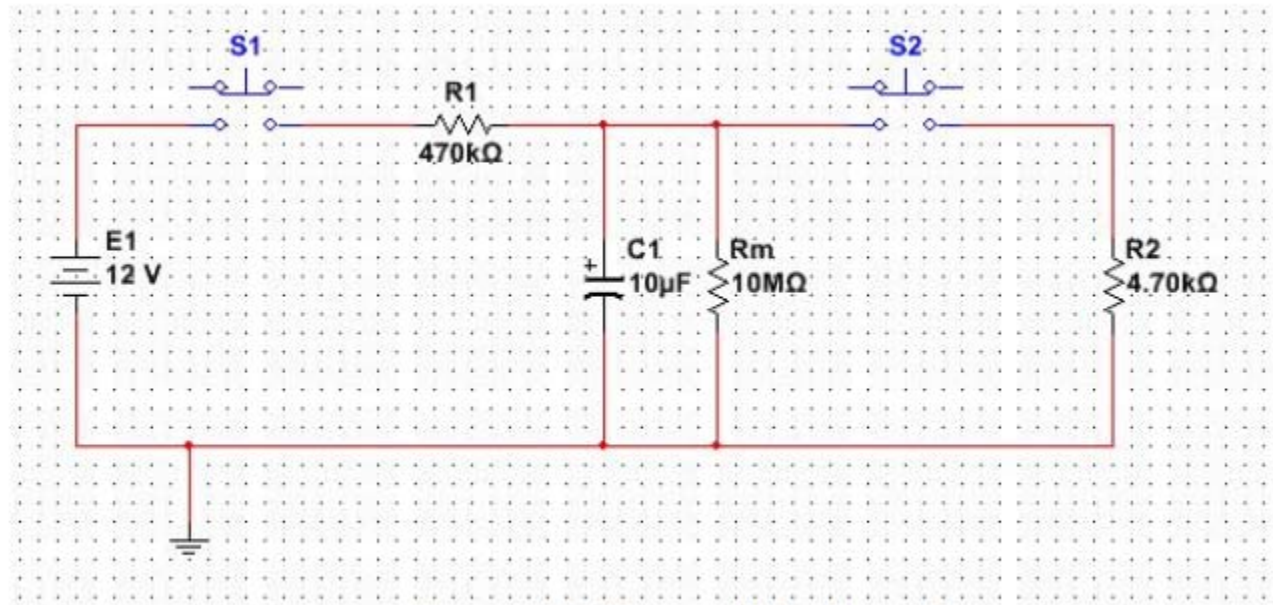 S1
S2
R1
470kΩ
E1
12 V
C1
10µF
Rm
10MΩ
R2
4.70kΩ
+